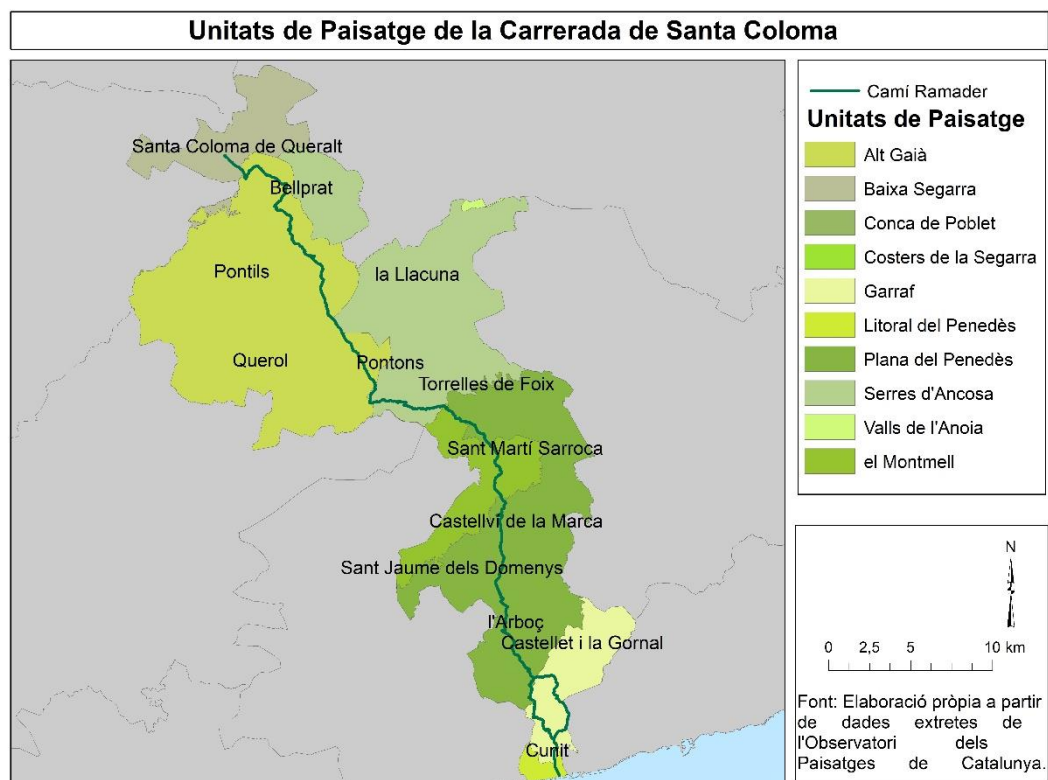 Unitats de Paisatge de la Carrerada de Santa Coloma
Santa Coloma de Queralt
Bellprat
Pontils
la Llacuna
Querol
Pontons
Torrelles de Foix
Sant Martí Sarroca
Castellví de la Marca
Sant Jaume dels Domenys
l'Arboç
Castellet i la Gornal
Cunit
Camí Ramader
Unitats de Paisatge
Alt Gaià
Baixa Segarra
Conca de Poblet
Costers de la Segarra
Garraf
Litoral del Penedès
Plana del Penedès
Serres d'Ancosa
Valls de l'Anoia
el Montmell
N
0 2,5 5 10 km
Font: Elaboració pròpia a partir
de dades extretes de
l'Observatori dels
Paisatges de Catalunya.